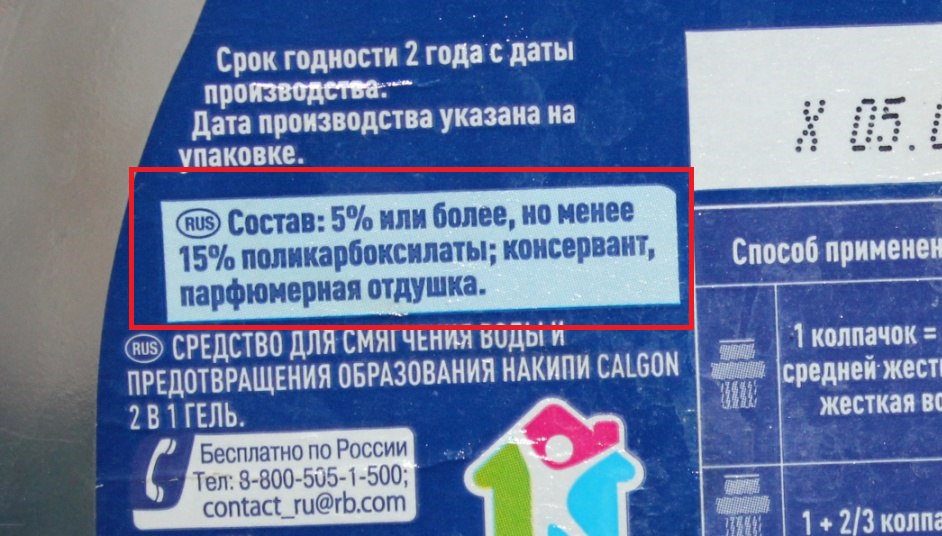 Срок годности 2 года с даты
производства.
Дата производства указана на
упаковке.
X 05.
RUS Состав: 5% или более, но менее
15% поликарбоксилаты; консервант,
парфюмерная отдушка.
RUS СРЕДСТВО ДЛЯ СМЯГЧЕНИЯ ВОДЫ И
ПРЕДОТВРАЩЕНИЯ ОБРАЗОВАНИЯ НАКИПИ CALGON
2 В 1 ГЕЛЬ.
Бесплатно по России
Тел: 8-800-505-1-500;
contact_ru@rb.com
Способ применен
1 колпачок =
средней жестк
жесткая во
1 + 2/3 колпа